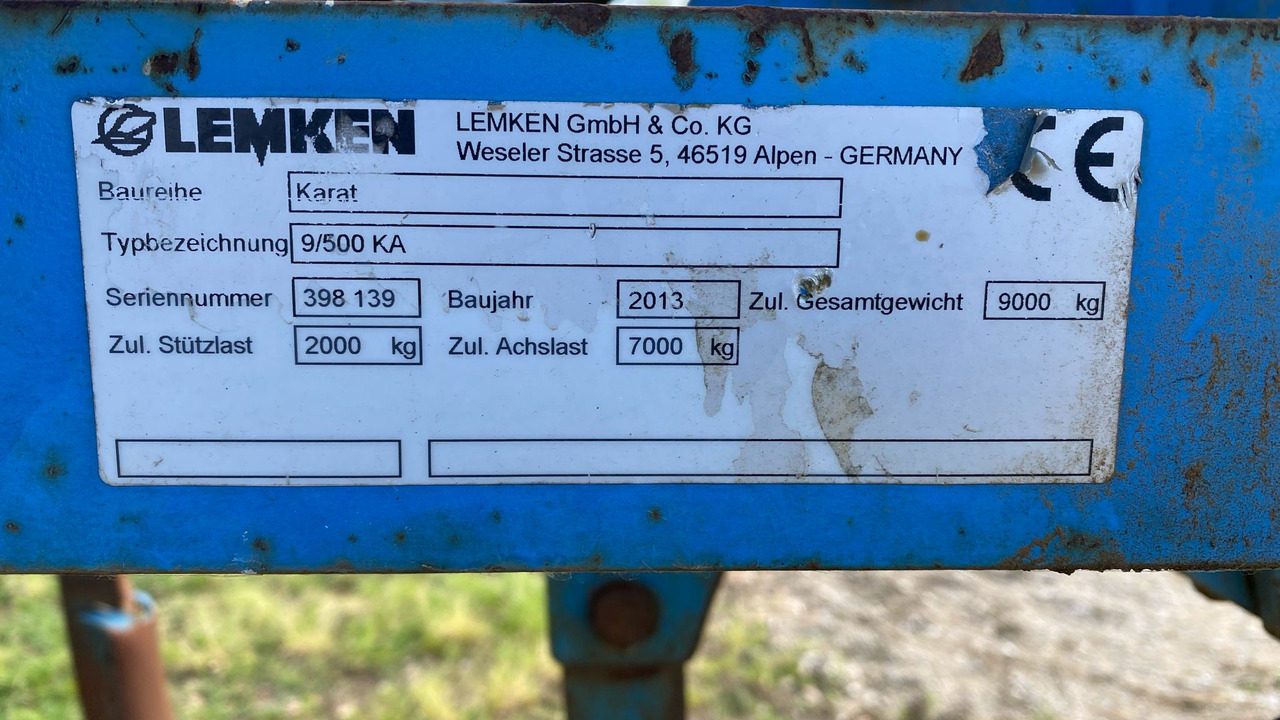 LEMKEN
LEMKEN GmbH & Co. KG
Weseler Strasse 5, 46519 Alpen - GERMANY
CE
Baureihe Karat
Typbezeichnung 9/500 KA
Seriennummer 398 139 Baujahr 2013 Zul. Gesamtgewicht 9000 kg
Zul. Stützlast 2000 kg Zul. Achslast 7000 kg